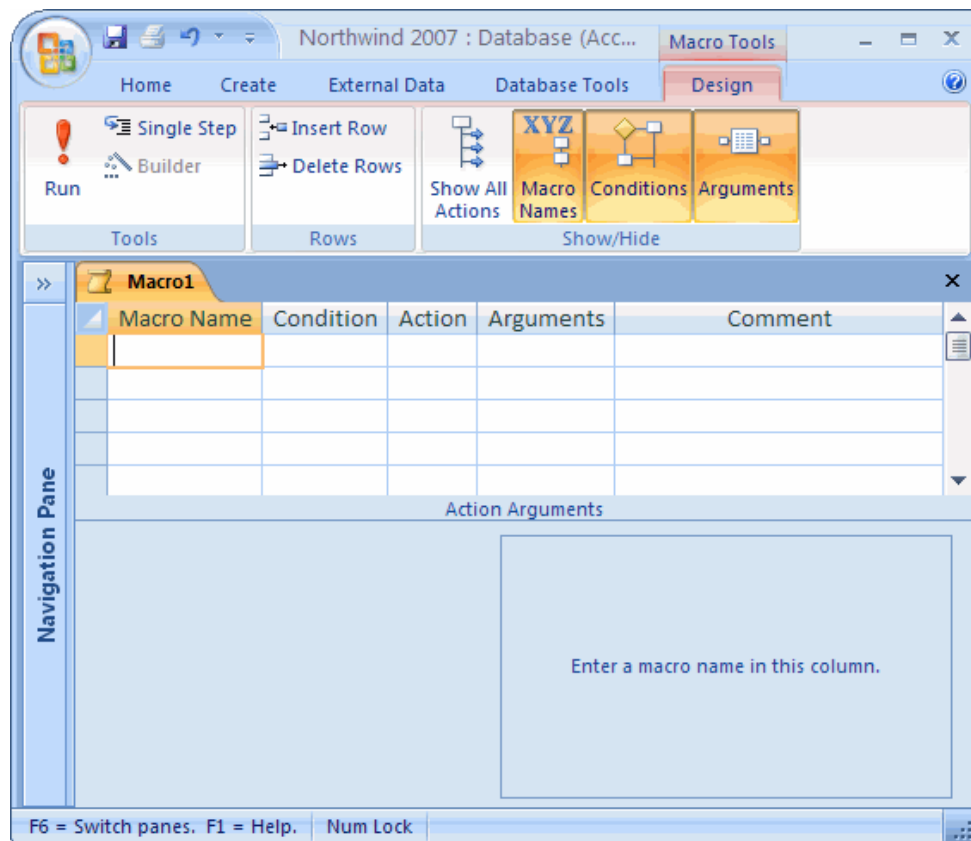 Northwind 2007 : Database (Acc...
Macro Tools
Home
Create
External Data
Database Tools
Design
Run
Single Step
Builder
Tools
Insert Row
Delete Rows
Rows
Show All
Actions
XYZ
Macro
Names
Conditions
Arguments
Show/Hide
Macro1
Macro Name Condition Action Arguments Comment
Navigation Pane
Action Arguments
Enter a macro name in this column.
F6 = Switch panes. F1 = Help. Num Lock